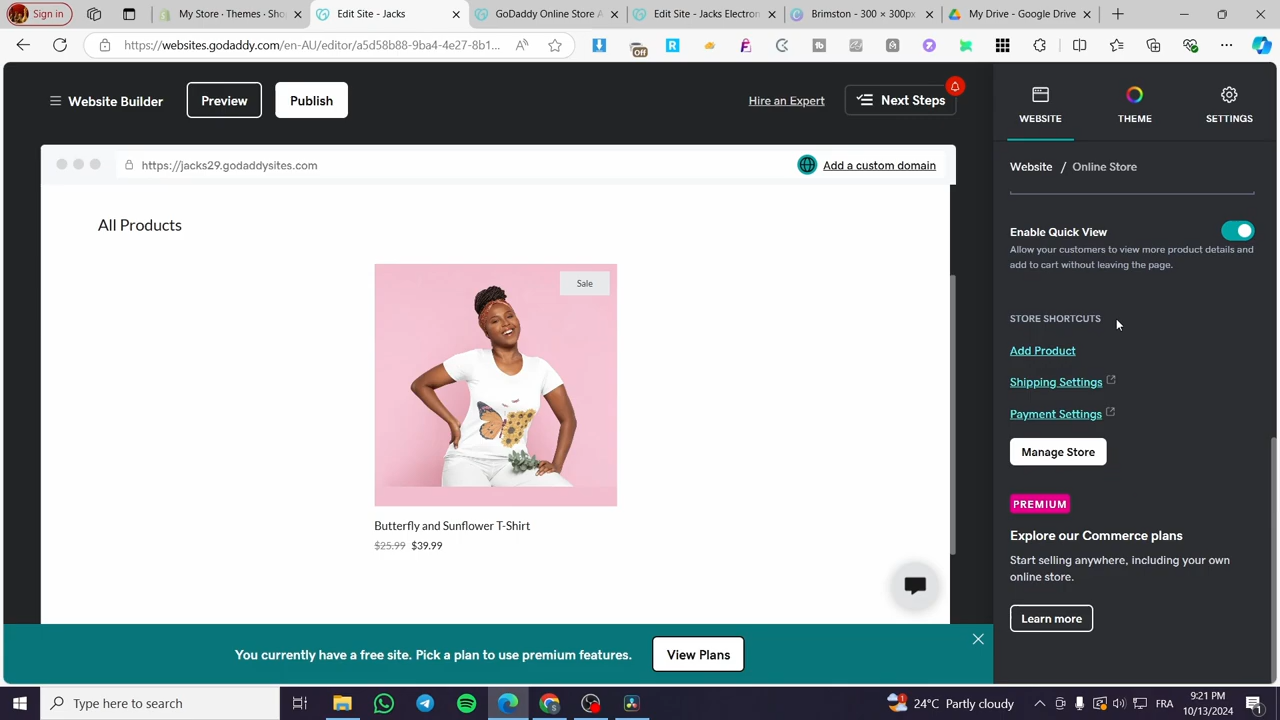 Sign in
My Store · Themes · Sho
Edit Site - Jacks
GoDaddy Online Store A
Edit Site - Jacks Electron
Brimston – 300 × 300px
My Drive - Google Drive
https://websites.godaddy.com/en-AU/editor/a5d58b88-9ba4-4e27-8b1...
Off
Website Builder
Preview
Publish
Hire an Expert
Next Steps
WEBSITE
THEME
SETTINGS
https://jacks29.godaddysites.com
Add a custom domain
Website / Online Store
All Products
Sale
Butterfly and Sunflower T-Shirt
$25.99 $39.99
Enable Quick View
Allow your customers to view more product details and
add to cart without leaving the page.
STORE SHORTCUTS
Add Product
Shipping Settings
Payment Settings
Manage Store
PREMIUM
Explore our Commerce plans
Start selling anywhere, including your own
online store.
Learn more
You currently have a free site. Pick a plan to use premium features.
View Plans
Type here to search
24°C Partly cloudy
FRA
9:21 PM
10/13/2024